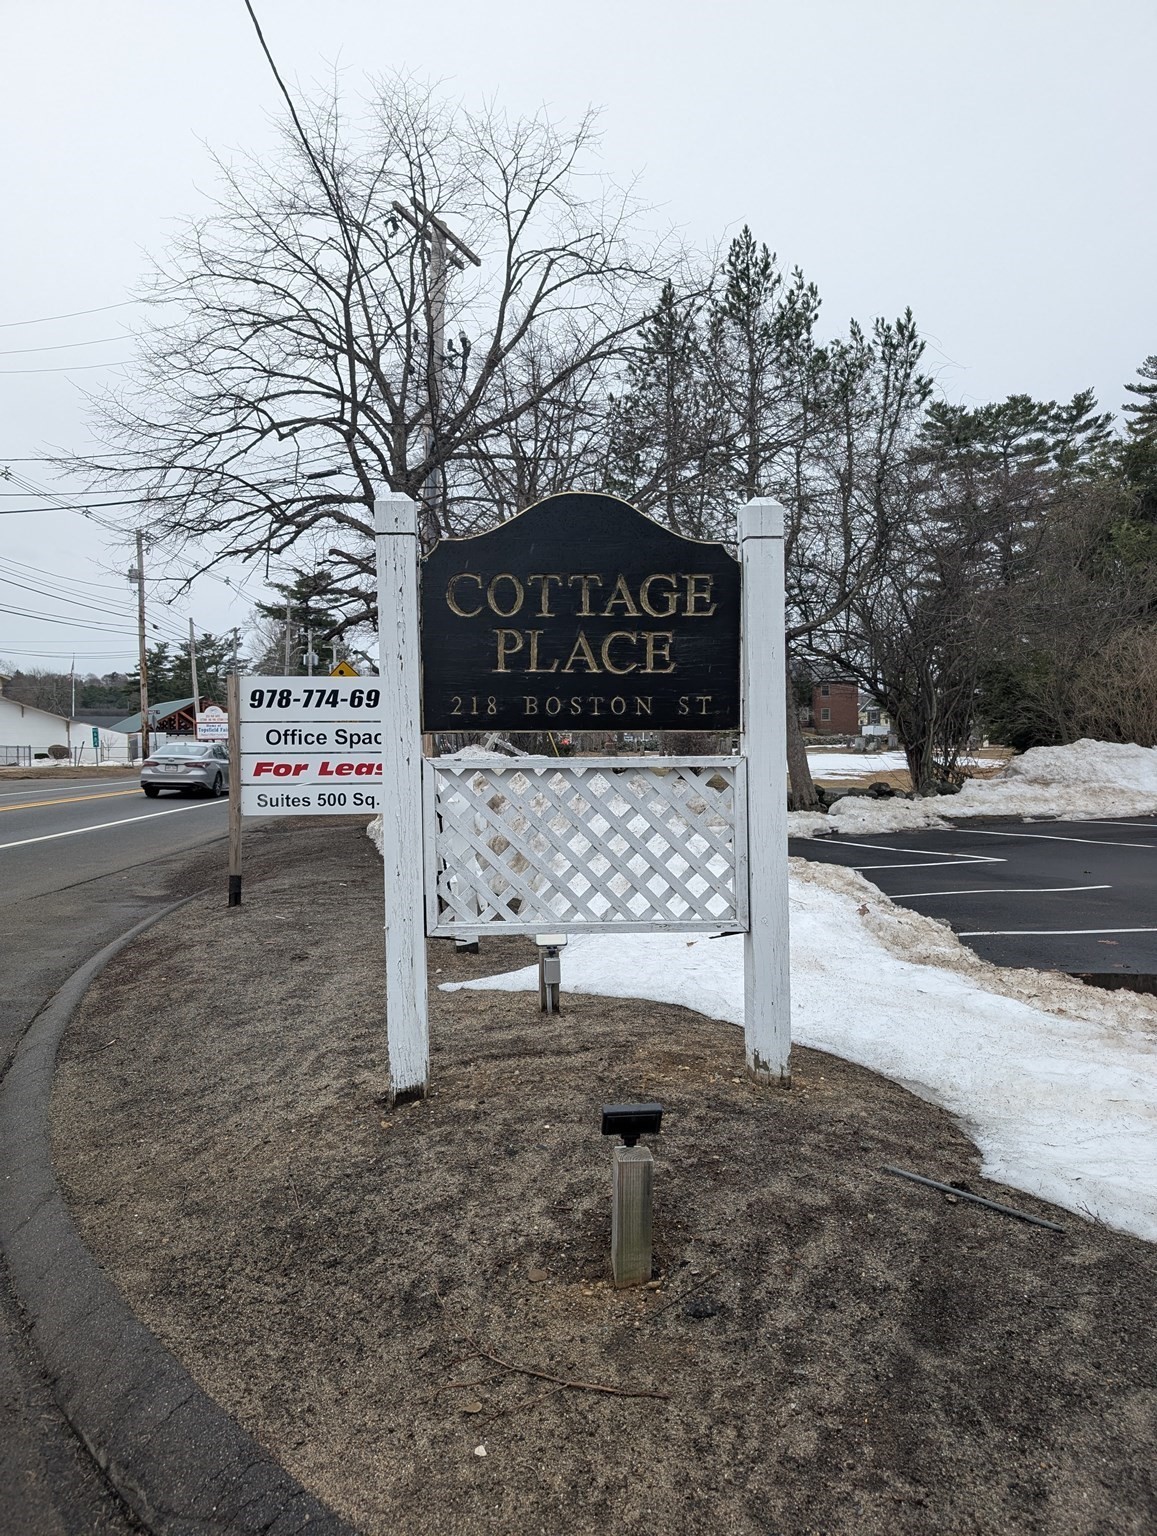 COTTAGE
PLACE
218 BOSTON ST
978-774-69
Office Spac
For Leas
Suites 500 Sq.